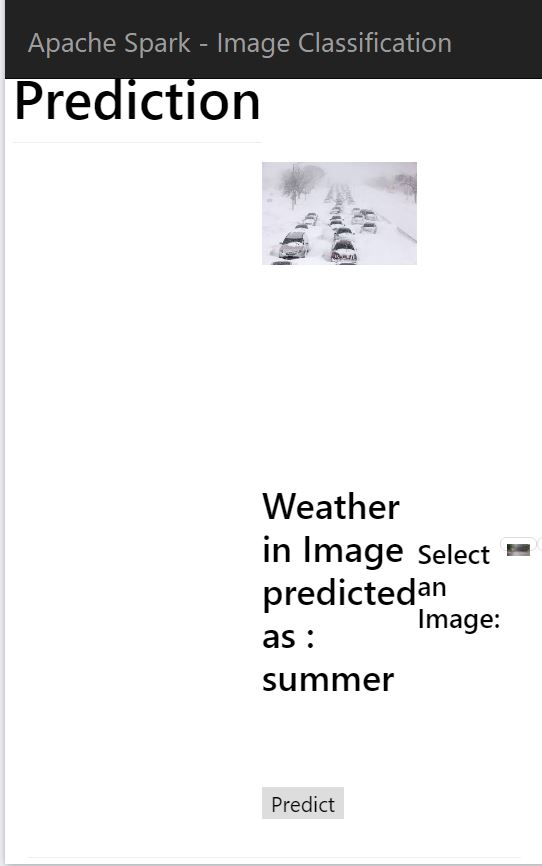 Apache Spark - Image Classification
Prediction
Weather
in Image
predicted
as :
summer
Select
an
Image:
Predict